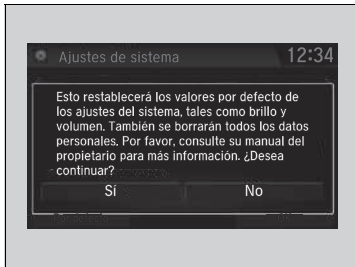 Ajustes de sistema
12:34
Esto restablecerá los valores por defecto de
los ajustes del sistema, tales como brillo y
volumen. También se borrarán todos los datos
personales. Por favor, consulte su manual del
propietario para más información. ¿Desea
continuar?
Sí
No